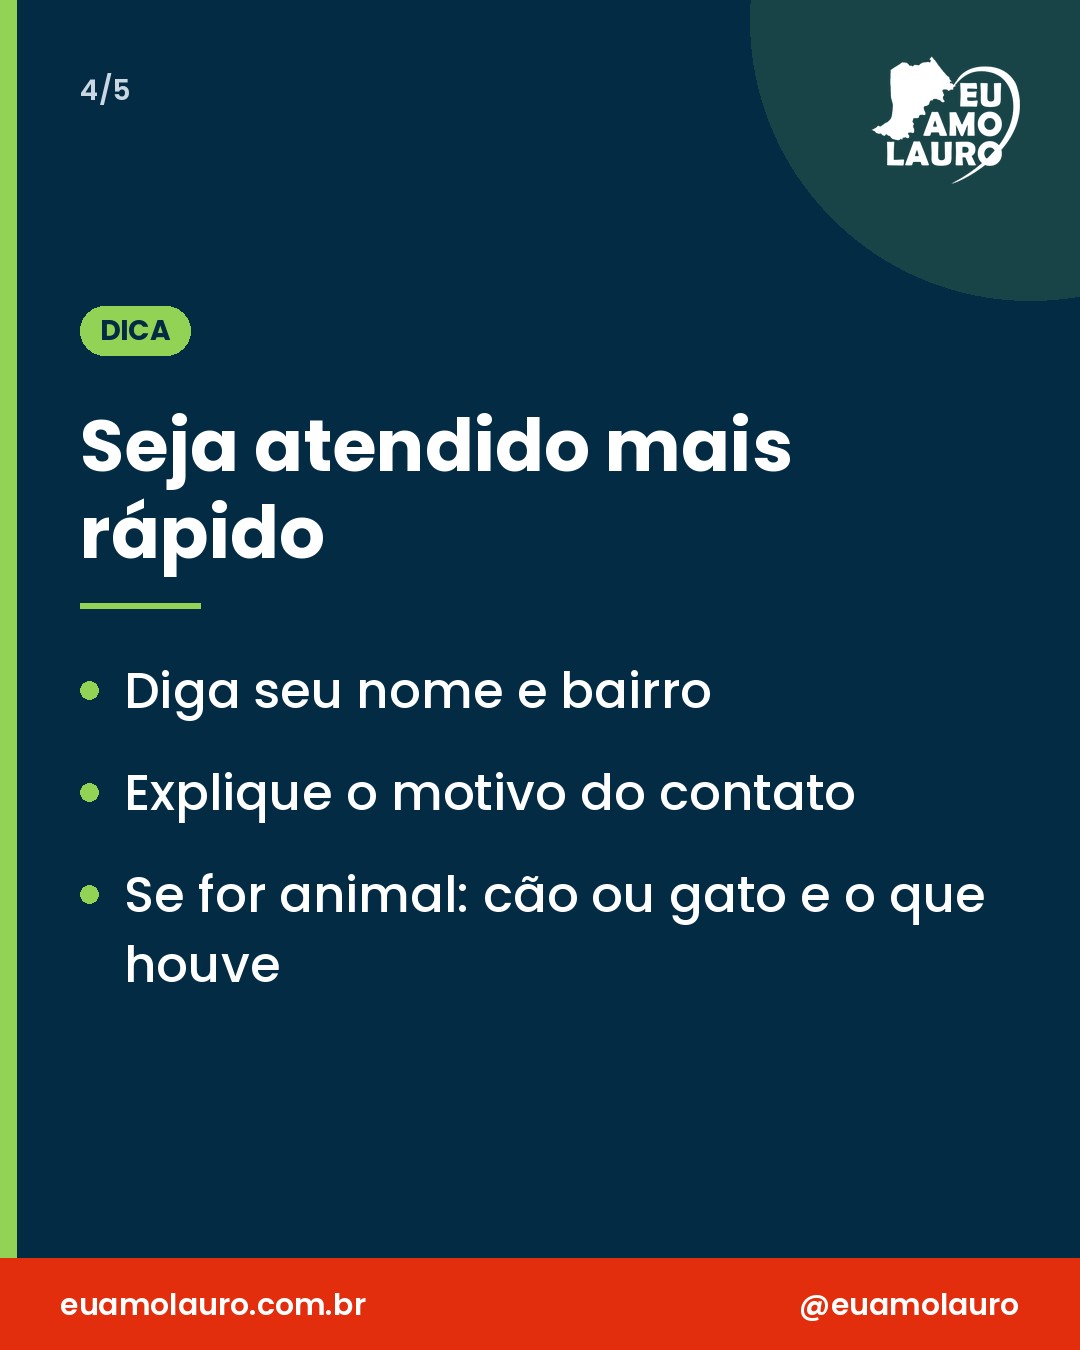 4/5
EU
AMO
LAURO
DICA
Seja atendido mais
rápido
Diga seu nome e bairro
Explique o motivo do contato
Se for animal: cão ou gato e o que
houve
euamolauro.com.br
@euamolauro